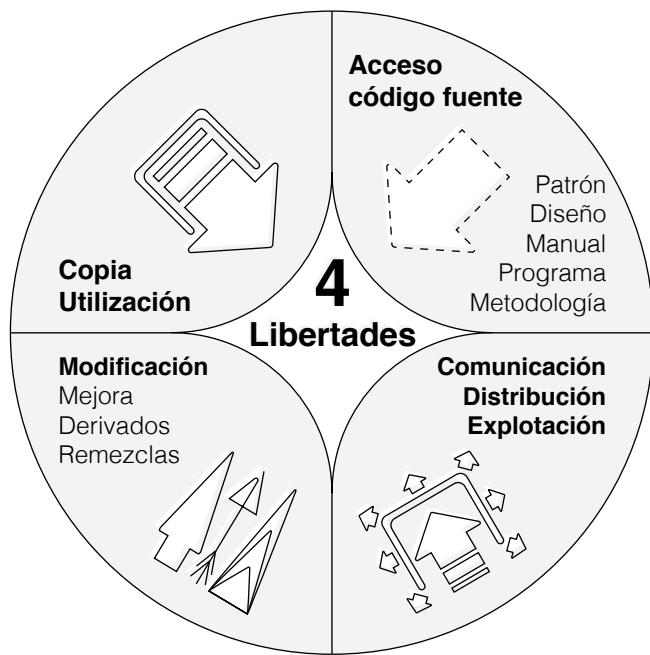 Acceso
código fuente
Patrón
Diseño
Manual
Programa
Metodología
Copia
Utilización
4
Libertades
Modificación
Mejora
Derivados
Remezclas
Comunicación
Distribución
Explotación